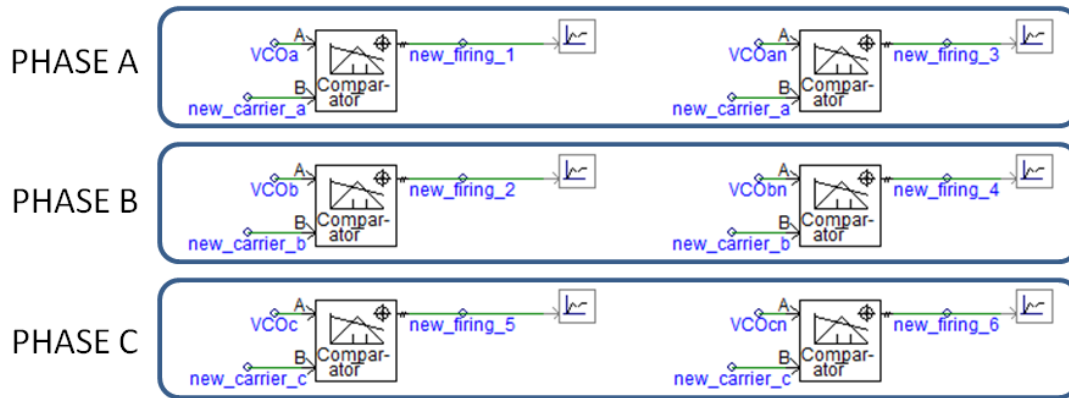 PHASE A
A
VCOa
new_firing_1
B
Compar-
ator
new_carrier_a
A
VCOan
new_firing_3
B
Compar-
ator
new_carrier_a
PHASE B
A
VCOb
new_firing_2
B
Compar-
ator
new_carrier_b
A
VCObn
new_firing_4
B
Compar-
ator
new_carrier_b
PHASE C
A
VCOc
new_firing_5
B
Compar-
ator
new_carrier_c
A
VCOcn
new_firing_6
B
Compar-
ator
new_carrier_c